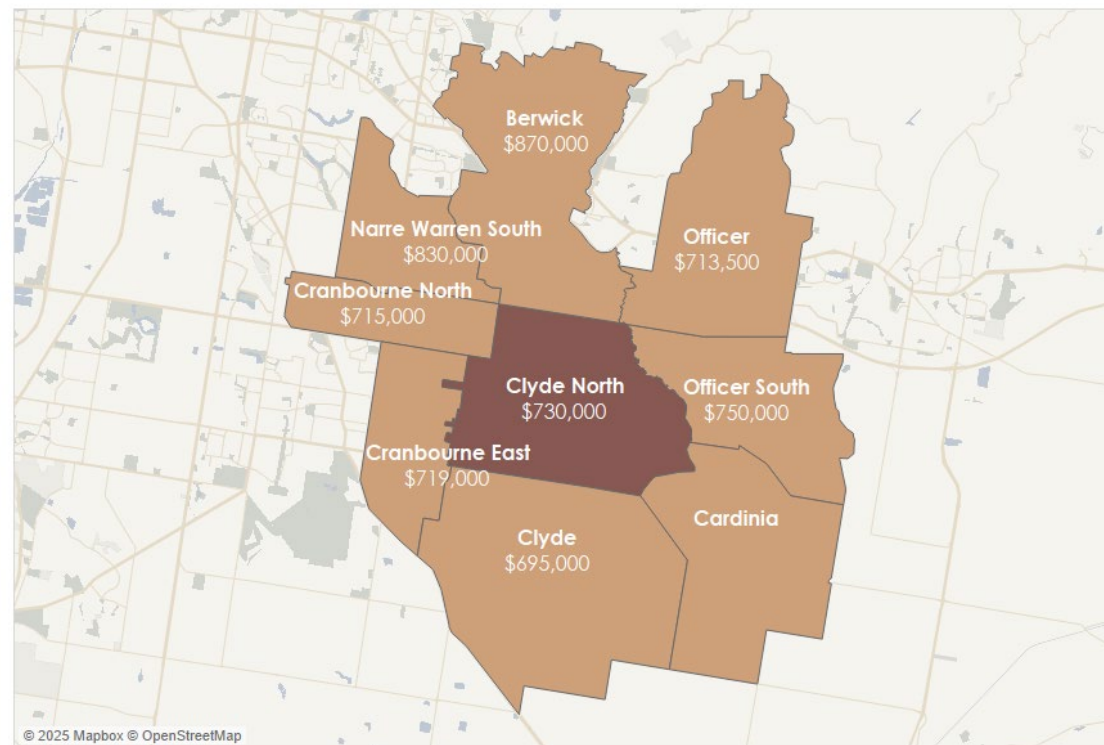 Berwick
$870,000
Narre Warren South
$830,000
Officer
$713,500
Cranbourne North
$715,000
Clyde North
$730,000
Officer South
$750,000
Cranbourne East
$719,000
Cardinia
Clyde
$695,000
© 2025 Mapbox © OpenStreetMap